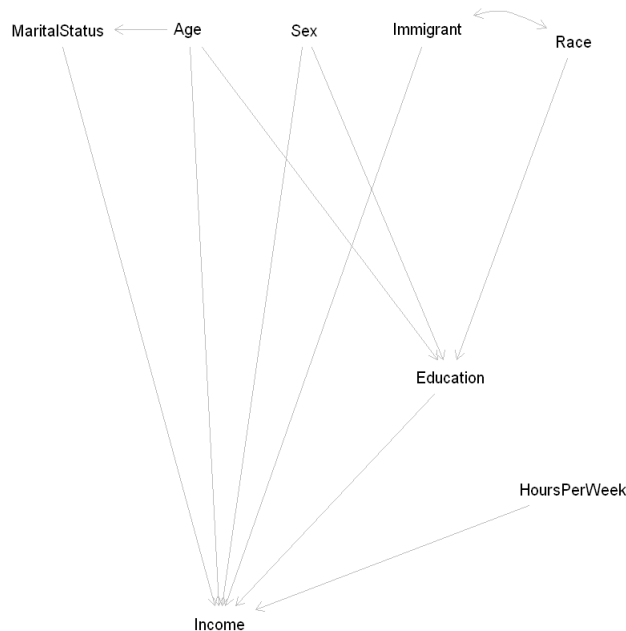 MaritalStatus
Age
Sex
Immigrant
Race
Education
HoursPerWeek
Income